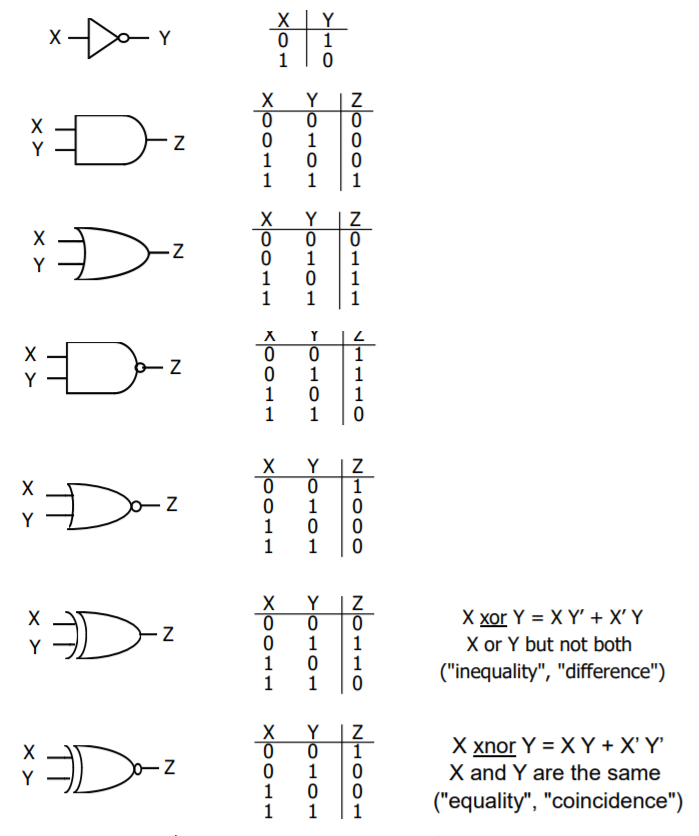 X Y
X Y
0 1
1 0
X
Y
Z
X Y Z
0 0 0
0 1 0
1 0 0
1 1 1
X
Y
Z
X Y Z
0 0 0
0 1 1
1 0 1
1 1 1
X
Y
Z
X Y Z
0 0 1
0 1 1
1 0 1
1 1 0
X
Y
Z
X Y Z
0 0 1
0 1 0
1 0 0
1 1 0
X
Y
Z
X Y Z
0 0 0
0 1 1
1 0 1
1 1 0
X xor Y = X Y′ + X′ Y
X or Y but not both
("inequality", "difference")
X
Y
Z
X Y Z
0 0 1
0 1 0
1 0 0
1 1 1
X xnor Y = X Y + X' Y'
X and Y are the same
("equality", "coincidence")